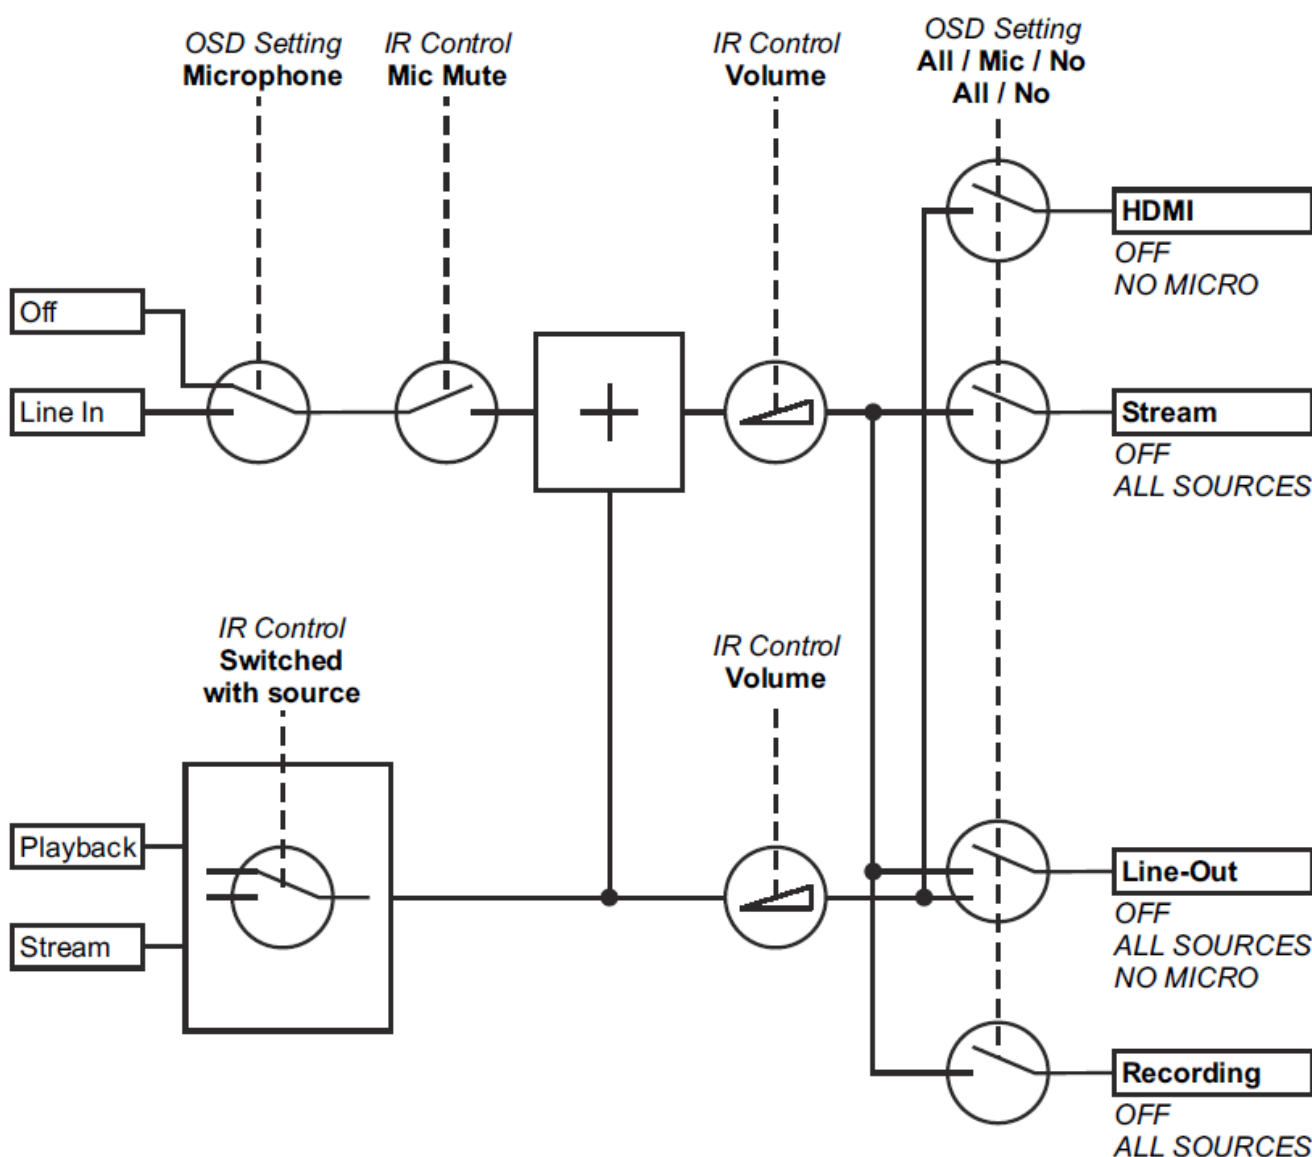 OSD Setting
Microphone
IR Control
Mic Mute
IR Control
Volume
OSD Setting
All / Mic / No
All / No
HDMI
OFF
NO MICRO
Off
Line In
Stream
OFF
ALL SOURCES
IR Control
Switched
with source
IR Control
Volume
Playback
Stream
Line-Out
OFF
ALL SOURCES
NO MICRO
Recording
OFF
ALL SOURCES